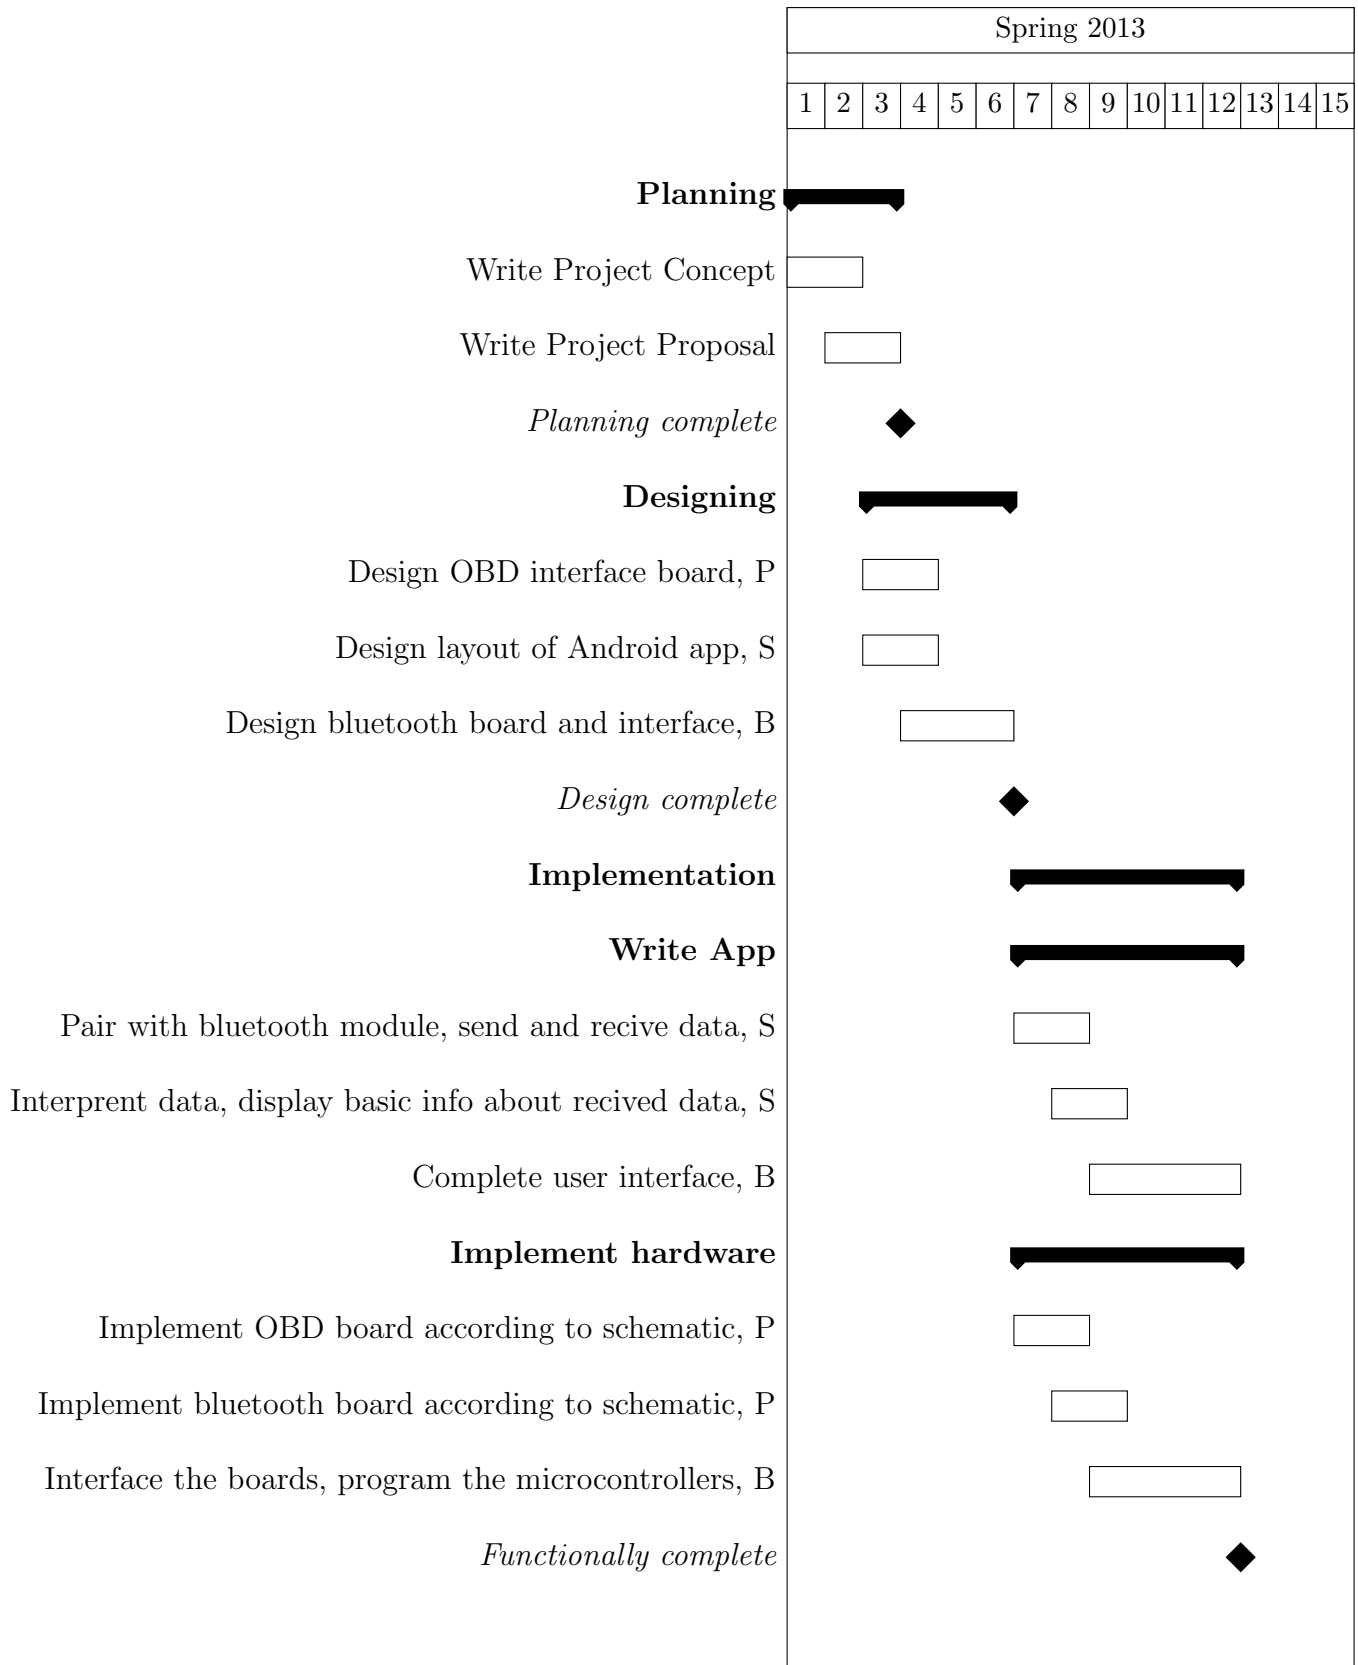 Spring 2013
1 2 3 4 5 6 7 8 9 10 11 12 13 14 15
Planning
Write Project Concept
Write Project Proposal
Planning complete
Designing
Design OBD interface board, P
Design layout of Android app, S
Design bluetooth board and interface, B
Design complete
Implementation
Write App
Pair with bluetooth module, send and recive data, S
Interprent data, display basic info about recived data, S
Complete user interface, B
Implement hardware
Implement OBD board according to schematic, P
Implement bluetooth board according to schematic, P
Interface the boards, program the microcontrollers, B
Functionally complete